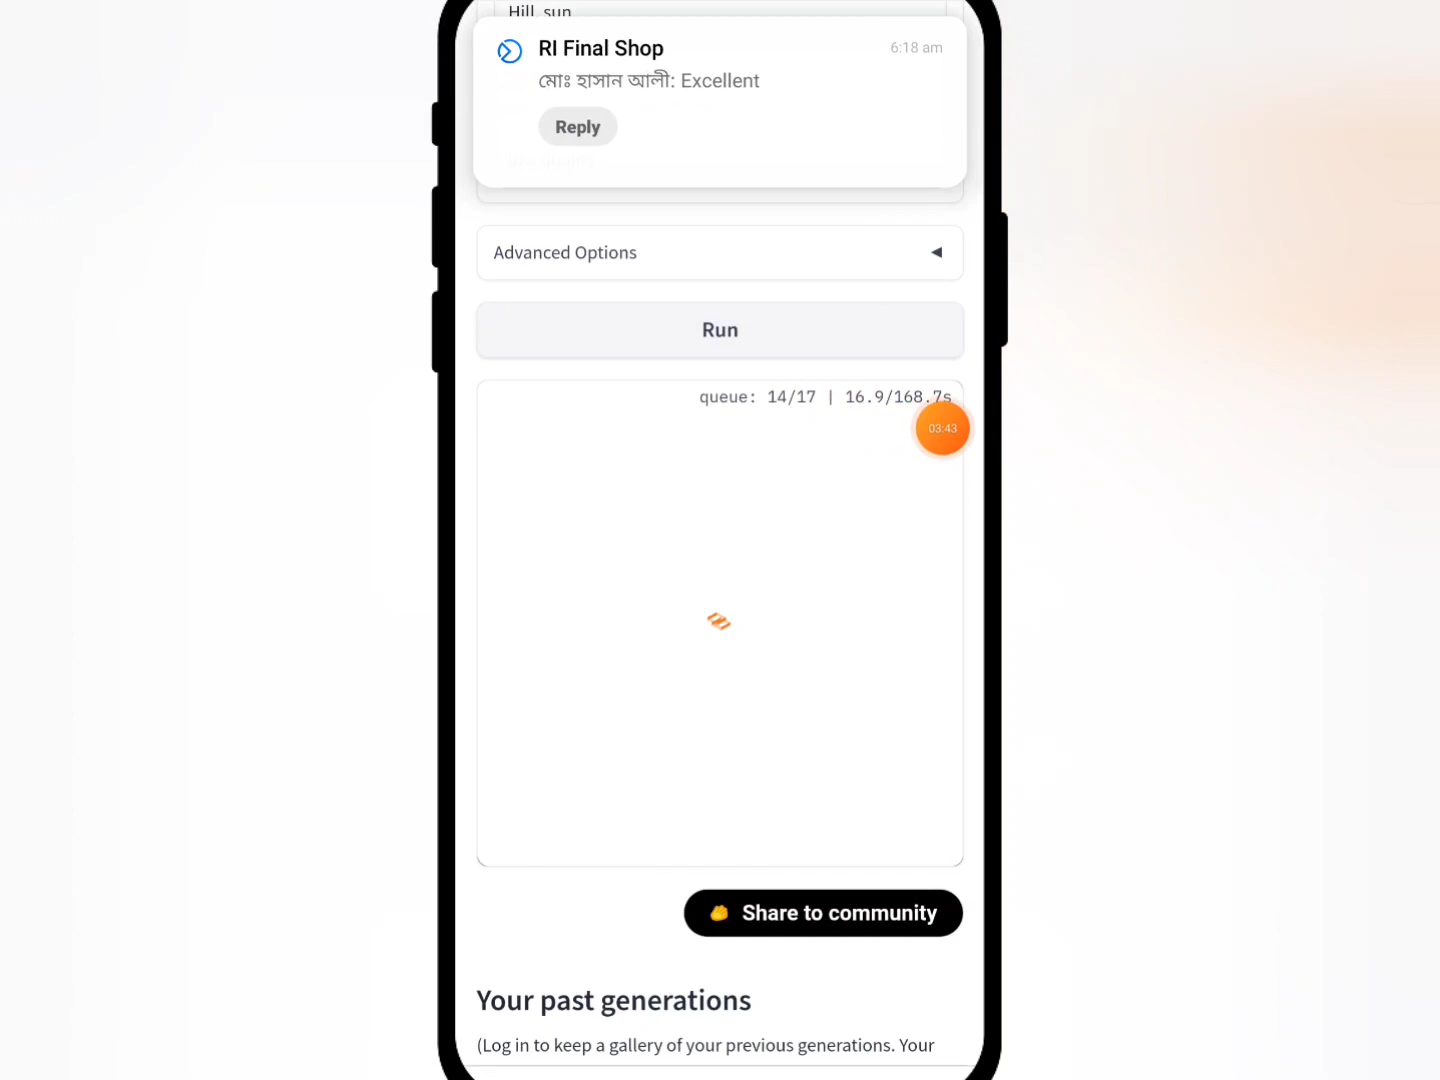 Hill, sun
RI Final Shop
6:18 am
মোঃ হাসান আলী: Excellent
Reply
Advanced Options
Run
queue: 14/17 | 16.9/168.7s
03:43
Share to community
Your past generations
(Log in to keep a gallery of your previous generations. Your